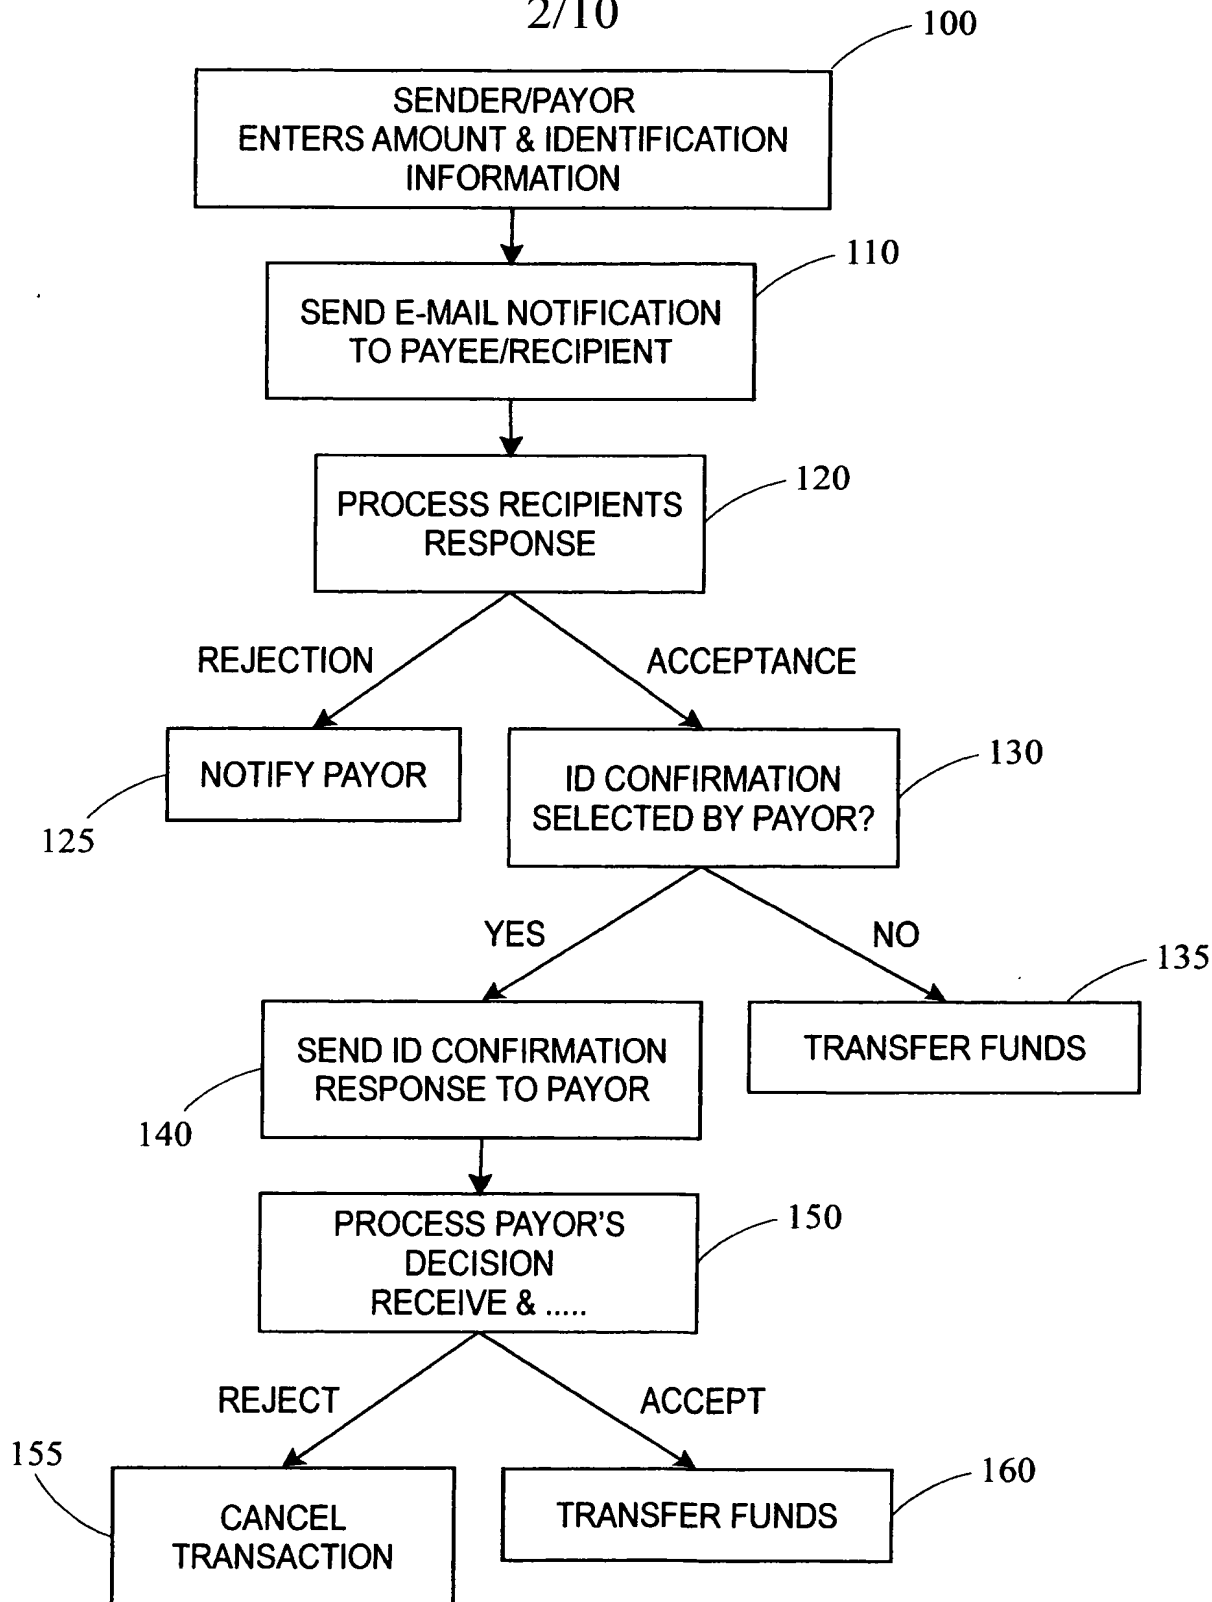 2/10
100
SENDER/PAYOR
ENTERS AMOUNT & IDENTIFICATION
INFORMATION
110
SEND E-MAIL NOTIFICATION
TO PAYEE/RECIPIENT
120
PROCESS RECIPIENTS
RESPONSE
REJECTION
ACCEPTANCE
NOTIFY PAYOR
125
130
ID CONFIRMATION
SELECTED BY PAYOR?
YES
NO
135
SEND ID CONFIRMATION
RESPONSE TO PAYOR
140
TRANSFER FUNDS
150
PROCESS PAYOR'S
DECISION
RECEIVE & .....
REJECT
ACCEPT
155
CANCEL
TRANSACTION
160
TRANSFER FUNDS